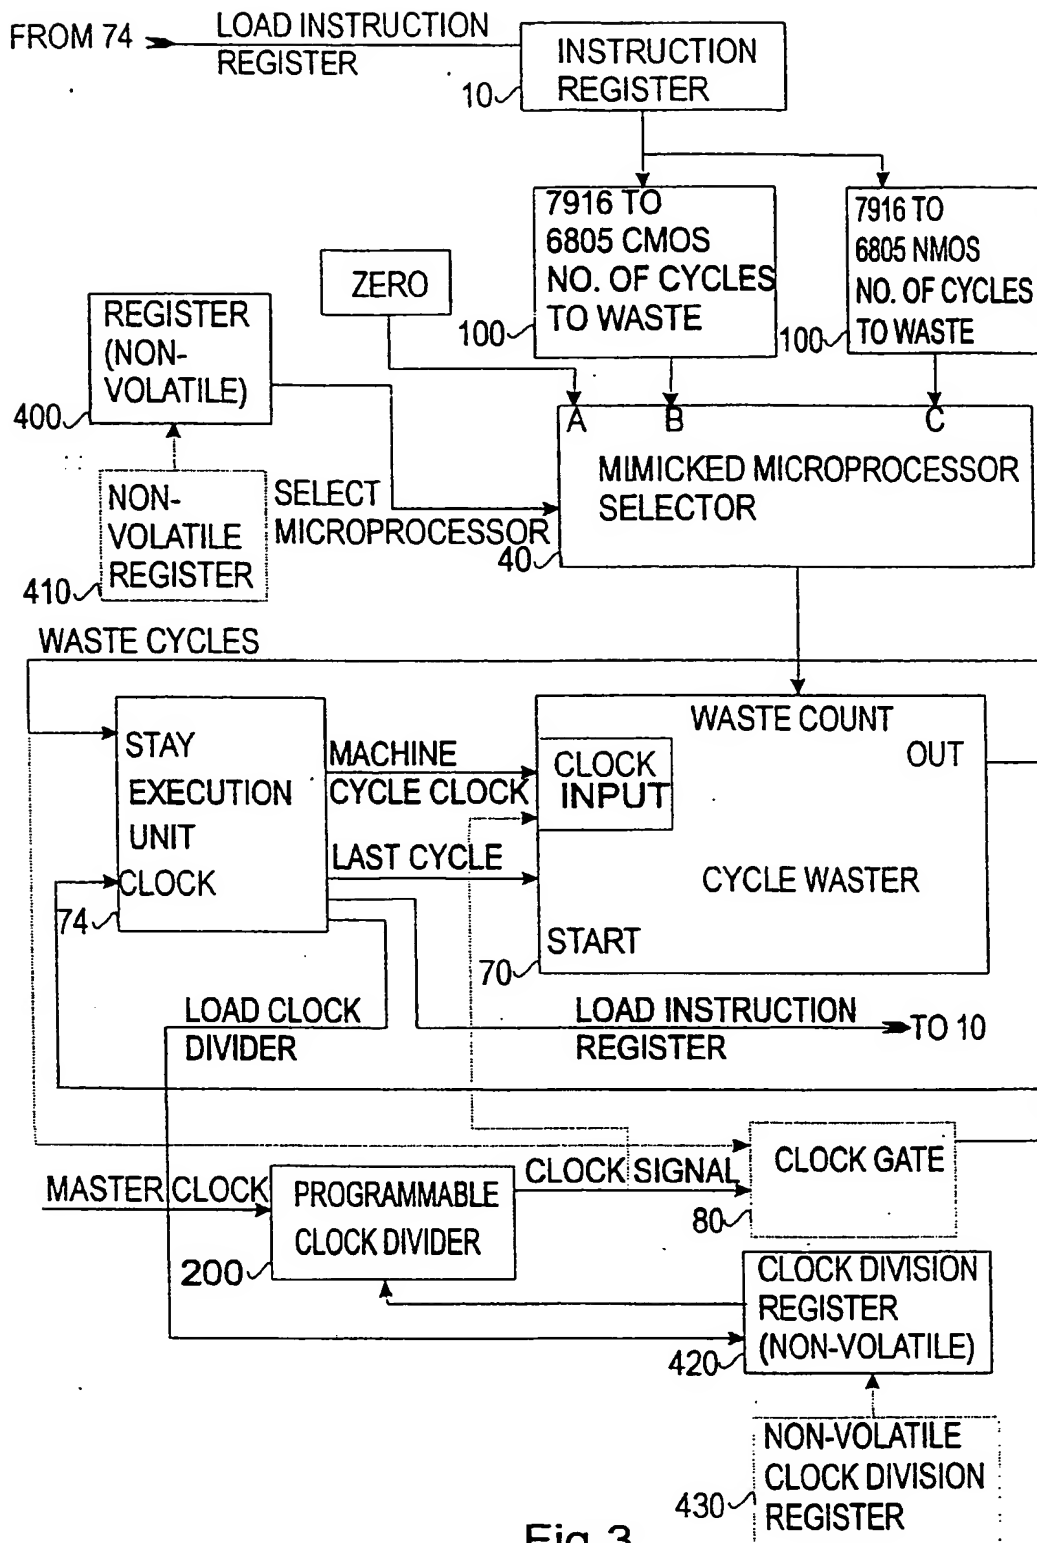 FROM 74
LOAD INSTRUCTION
REGISTER
INSTRUCTION
REGISTER
10
7916 TO
6805 CMOS
NO. OF CYCLES
TO WASTE
100
7916 TO
6805 NMOS
NO. OF CYCLES
TO WASTE
100
ZERO
REGISTER
(NON-
VOLATILE)
400
A
B
C
MIMICKED MICROPROCESSOR
SELECTOR
40
NON-
VOLATILE
REGISTER
410
SELECT
MICROPROCESSOR
WASTE CYCLES
STAY
EXECUTION
UNIT
CLOCK
74
MACHINE
CYCLE CLOCK
LAST CYCLE
WASTE COUNT
OUT
CLOCK
INPUT
CYCLE WASTER
START
70
LOAD CLOCK
DIVIDER
LOAD INSTRUCTION
REGISTER
TO 10
MASTER CLOCK
PROGRAMMABLE
CLOCK DIVIDER
200
CLOCK SIGNAL
CLOCK GATE
80
CLOCK DIVISION
REGISTER
(NON-VOLATILE)
420
NON-VOLATILE
CLOCK DIVISION
REGISTER
430
Fig 3